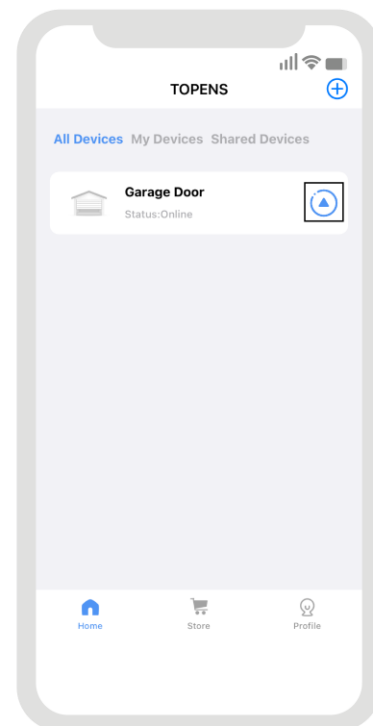 TOPENS
All Devices My Devices Shared Devices
Garage Door
Status:Online
Home Store Profile